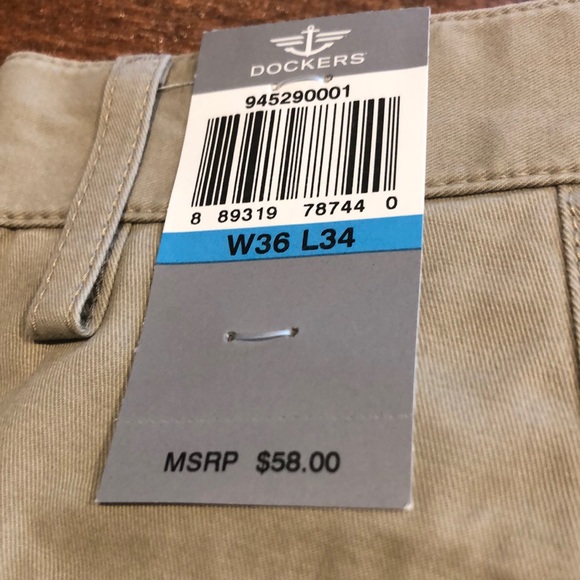 DOCKERS
945290001
8 89319 78744 0
W36 L34
MSRP $58.00